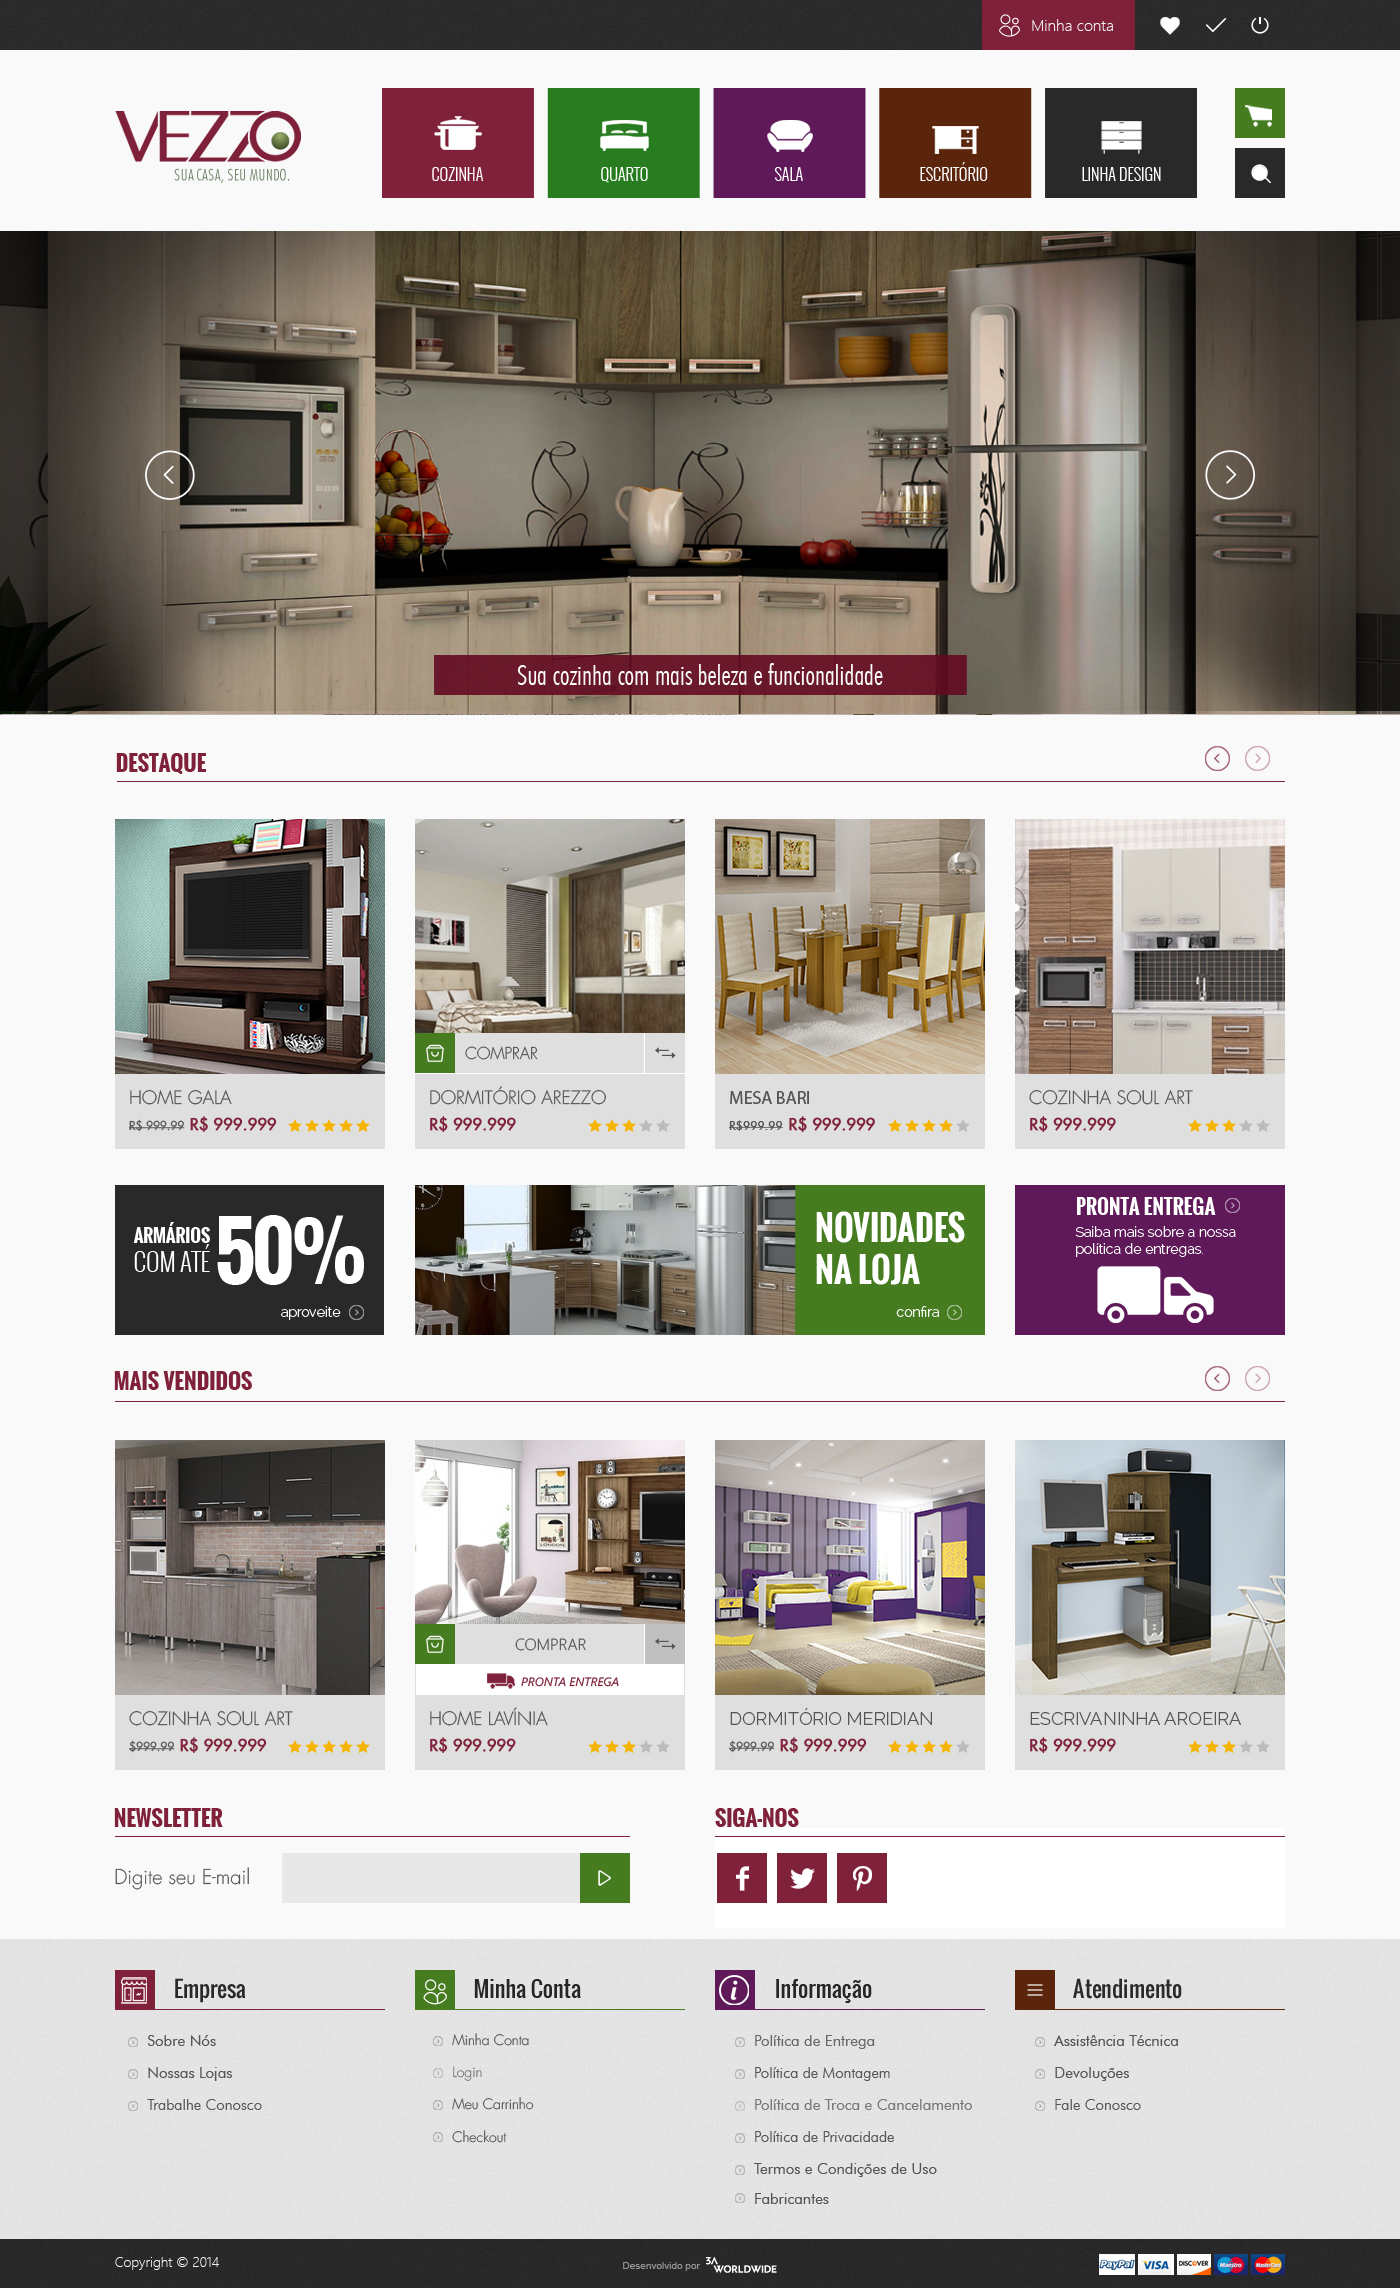 Minha conta
VEZZO
SUA CASA, SEU MUNDO.
COZINHA
QUARTO
SALA
ESCRITÓRIO
LINHA DESIGN
SAMSUNG
Sua cozinha com mais beleza e funcionalidade
DESTAQUE
COMPRAR
HOME GALA
R$ 999.99 R$ 999.999
DORMITÓRIO AREZZO
R$ 999.999
MESA BARI
R$999.99 R$ 999.999
COZINHA SOUL ART
R$ 999.999
ARMÁRIOS
COM ATÉ
50%
aproveite
NOVIDADES
NA LOJA
confira
PRONTA ENTREGA
Saiba mais sobre a nossa
política de entregas.
MAIS VENDIDOS
LONDON
COMPRAR
PRONTA ENTREGA
COZINHA SOUL ART
$999.99 R$ 999.999
HOME LAVÍNIA
R$ 999.999
DORMITÓRIO MERIDIAN
$999.99 R$ 999.999
ESCRIVANINHA AROEIRA
R$ 999.999
NEWSLETTER
Digite seu E-mail
SIGA-NOS
Empresa
Sobre Nós
Nossas Lojas
Trabalhe Conosco
Minha Conta
Minha Conta
Login
Meu Carrinho
Checkout
Informação
Política de Entrega
Política de Montagem
Política de Troca e Cancelamento
Política de Privacidade
Termos e Condições de Uso
Fabricantes
Atendimento
Assistência Técnica
Devoluções
Fale Conosco
Copyright © 2014
Desenvolvido por 3A WORLDWIDE
PayPal VISA DISCOVER Maestro MasterCard